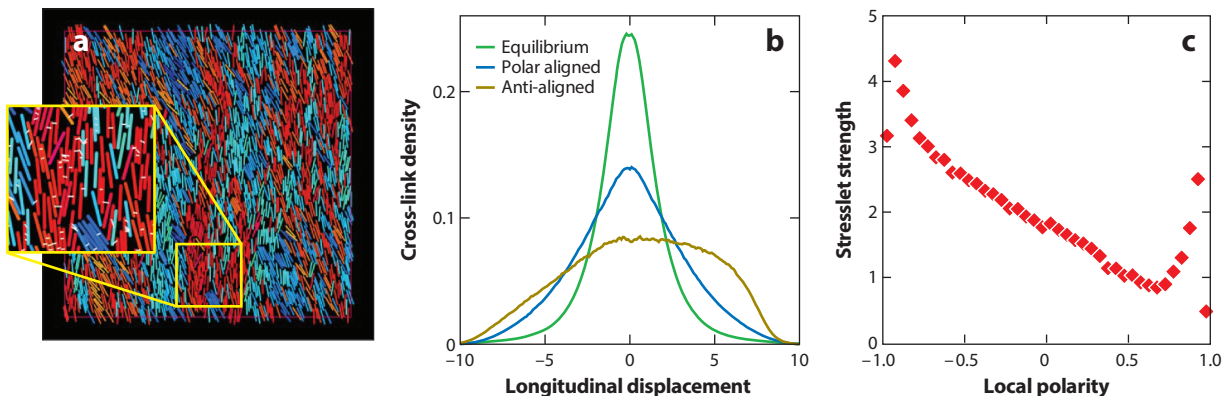 a
b
Equilibrium
Polar aligned
Anti-aligned
0.2
0.1
0
−10
−5
0
5
10
Cross-link density
Longitudinal displacement
c
5
4
3
2
1
0
−1.0
−0.5
0
0.5
1.0
Stresslet strength
Local polarity